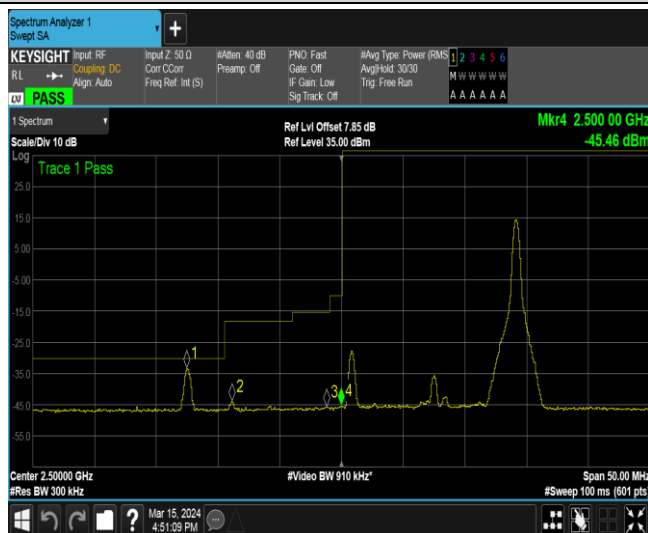 Spectrum Analyzer 1
Swept SA
+
KEYSIGHT
RL
Input: RF
Coupling: DC
Align: Auto
Input Z: 50 Ω
Corr CCorr
Freq Ref: Int (S)
#Atten: 40 dB
Preamp: Off
PNO: Fast
Gate: Off
IF Gain: Low
Sig Track: Off
#Avg Type: Power (RMS
Avg|Hold: 30/30
Trig: Free Run
1 2 3 4 5 6
M W W W W W
A A A A A A
LXI PASS
1 Spectrum
Scale/Div 10 dB
Ref Lvl Offset 7.85 dB
Ref Level 35.00 dBm
Mkr4 2.500 00 GHz
-45.46 dBm
Log
Trace 1 Pass
25.0
15.0
5.00
-5.00
-15.0
-25.0
-35.0
-45.0
-55.0
1
2
3
4
Center 2.50000 GHz
#Res BW 300 kHz
#Video BW 910 kHz*
Span 50.00 MHz
#Sweep 100 ms (601 pts)
?
Mar 15, 2024
4:51:09 PM